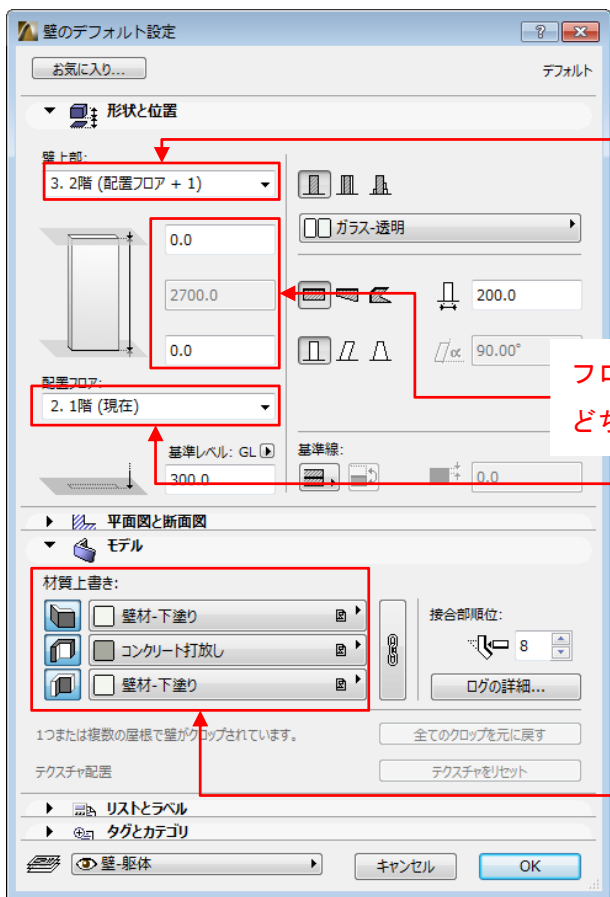 壁のデフォルト設定
お気に入り...
デフォルト
形状と位置
壁上部:
3. 2階 (配置フロア + 1)
ガラス-透明
0.0
2700.0
200.0
0.0
α 90.00°
配置フロア:
2. 1階 (現在)
基準レベル: GL
300.0
基準線:
0.0
フロ
どち
平面図と断面図
モデル
材質上書き:
壁材-下塗り
コンクリート打放し
壁材-下塗り
接合部順位:
8
ログの詳細...
1つまたは複数の屋根で壁がクロップされています。
全てのクロップを元に戻す
テクスチャ配置
テクスチャをリセット
リストとラベル
タグとカテゴリ
壁-躯体
キャンセル
OK